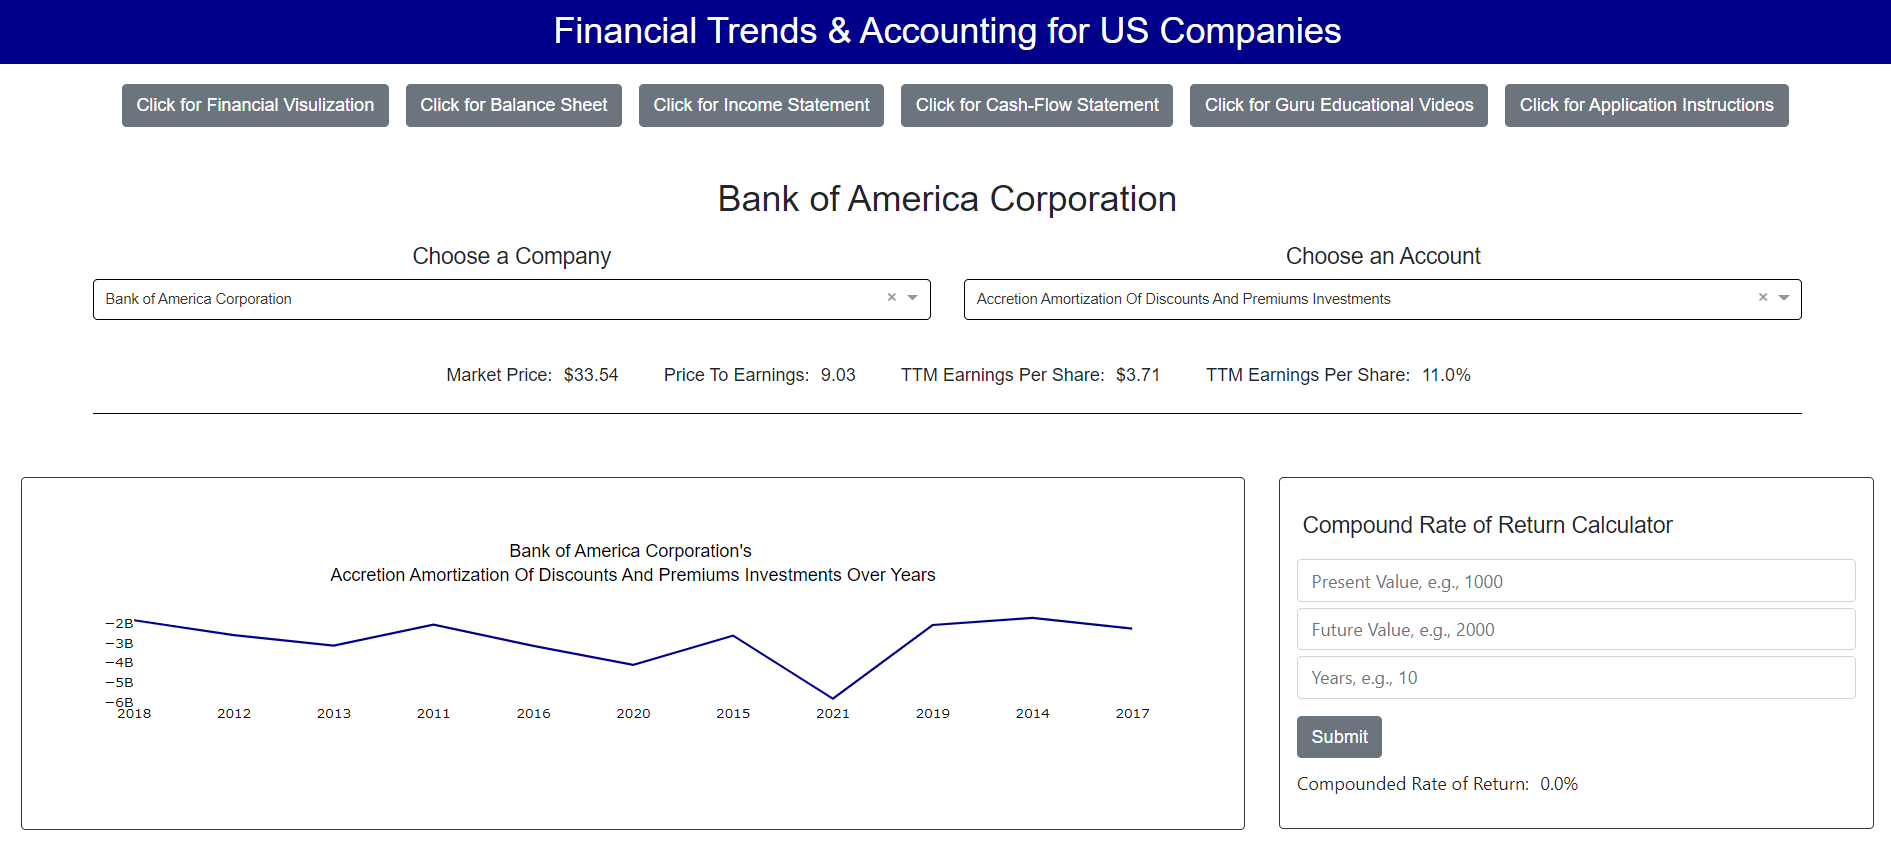 Financial Trends & Accounting for US Companies
Click for Financial Visulization Click for Balance Sheet Click for Income Statement Click for Cash-Flow Statement Click for Guru Educational Videos Click for Application Instructions
Bank of America Corporation
Choose a Company Choose an Account
Bank of America Corporation × Accretion Amortization Of Discounts And Premiums Investments ×
Market Price: $33.54 Price To Earnings: 9.03 TTM Earnings Per Share: $3.71 TTM Earnings Per Share: 11.0%
Bank of America Corporation's
Accretion Amortization Of Discounts And Premiums Investments Over Years
−2B
−3B
−4B
−5B
−6B
2018 2012 2013 2011 2016 2020 2015 2021 2019 2014 2017
Compound Rate of Return Calculator
Present Value, e.g., 1000
Future Value, e.g., 2000
Years, e.g., 10
Submit
Compounded Rate of Return: 0.0%